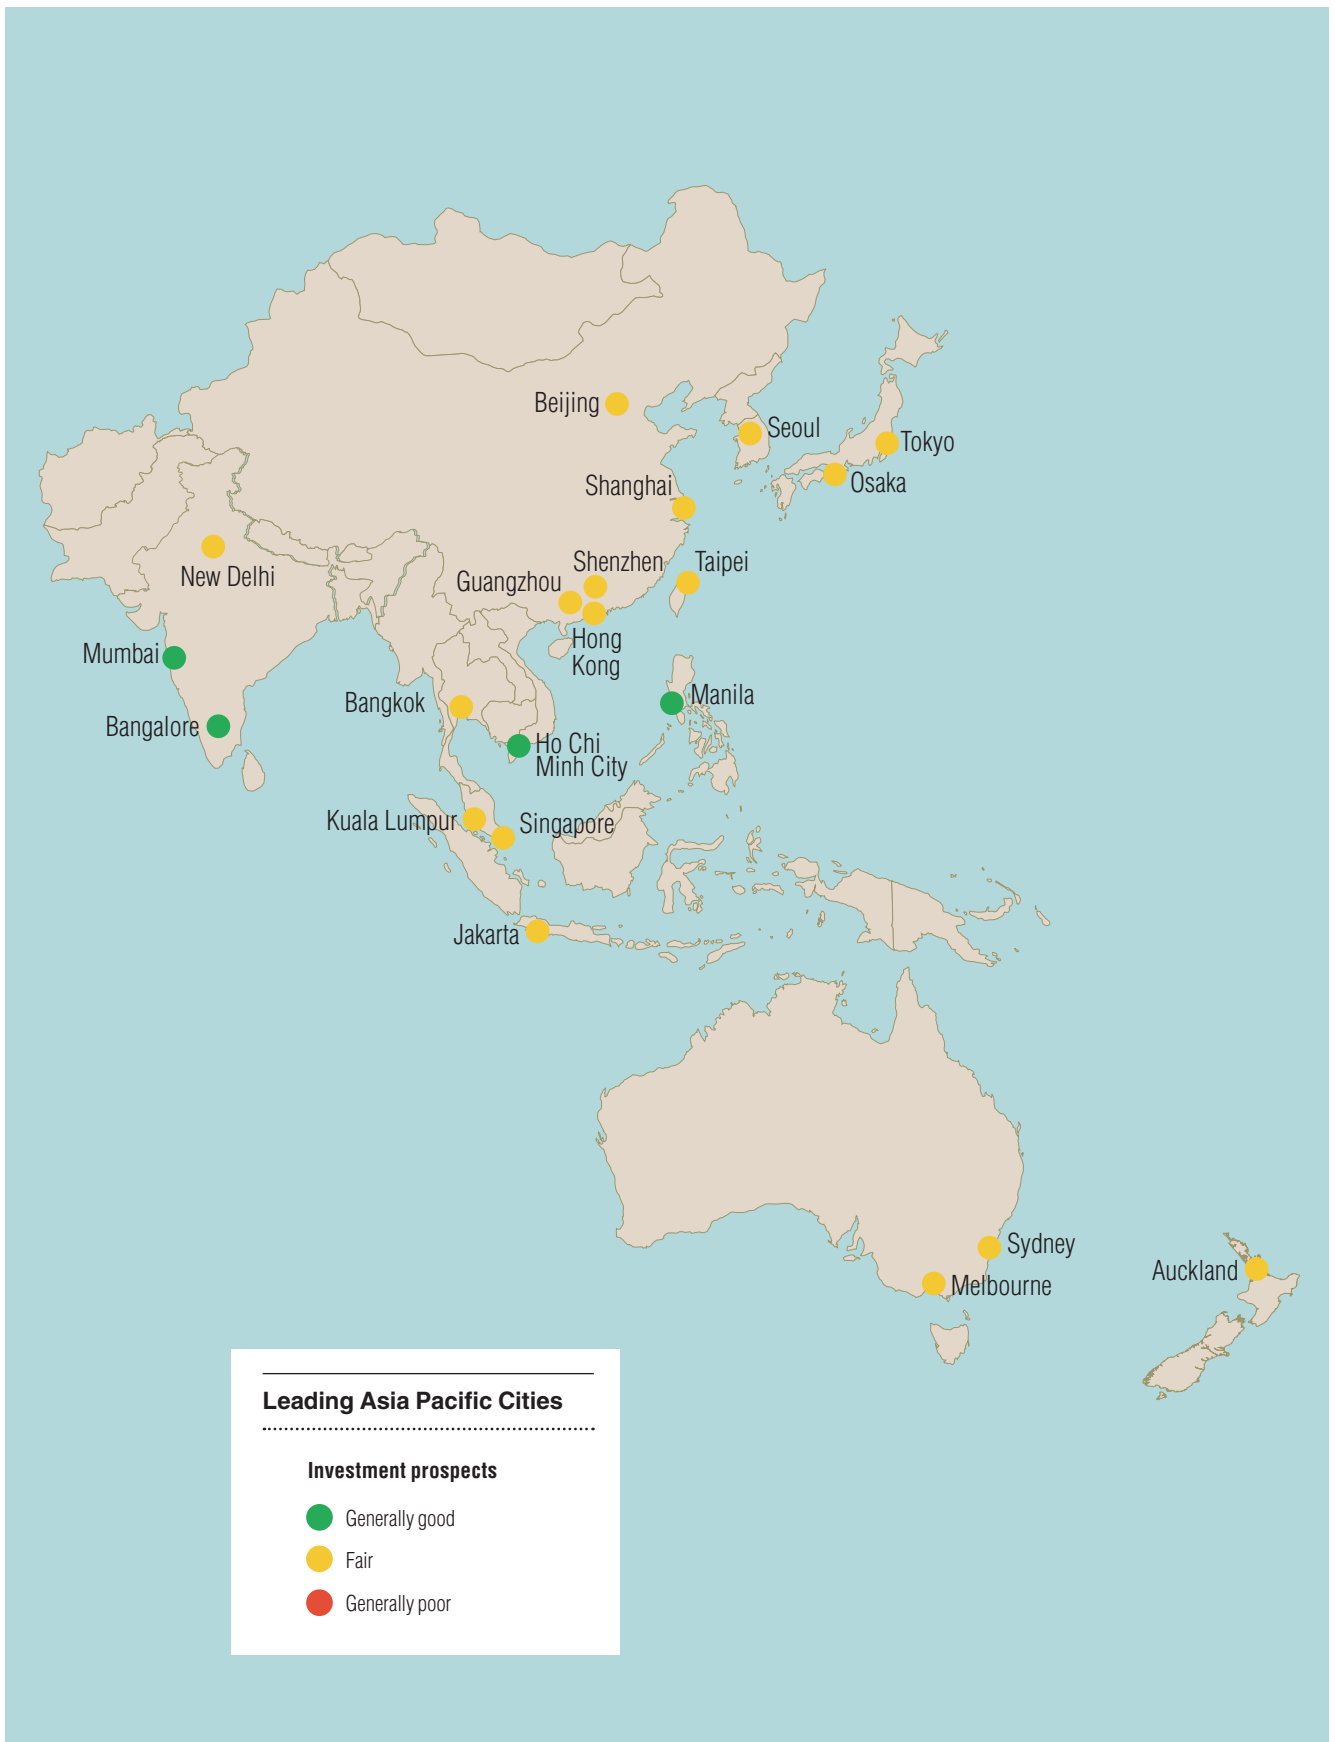 Beijing
Seoul
Tokyo
Osaka
Shanghai
Shenzhen
Taipei
New Delhi
Guangzhou
Hong
Kong
Mumbai
Manila
Bangkok
Bangalore
Ho Chi
Minh City
Kuala Lumpur
Singapore
Jakarta
Sydney
Auckland
Melbourne
Leading Asia Pacific Cities
Investment prospects
Generally good
Fair
Generally poor